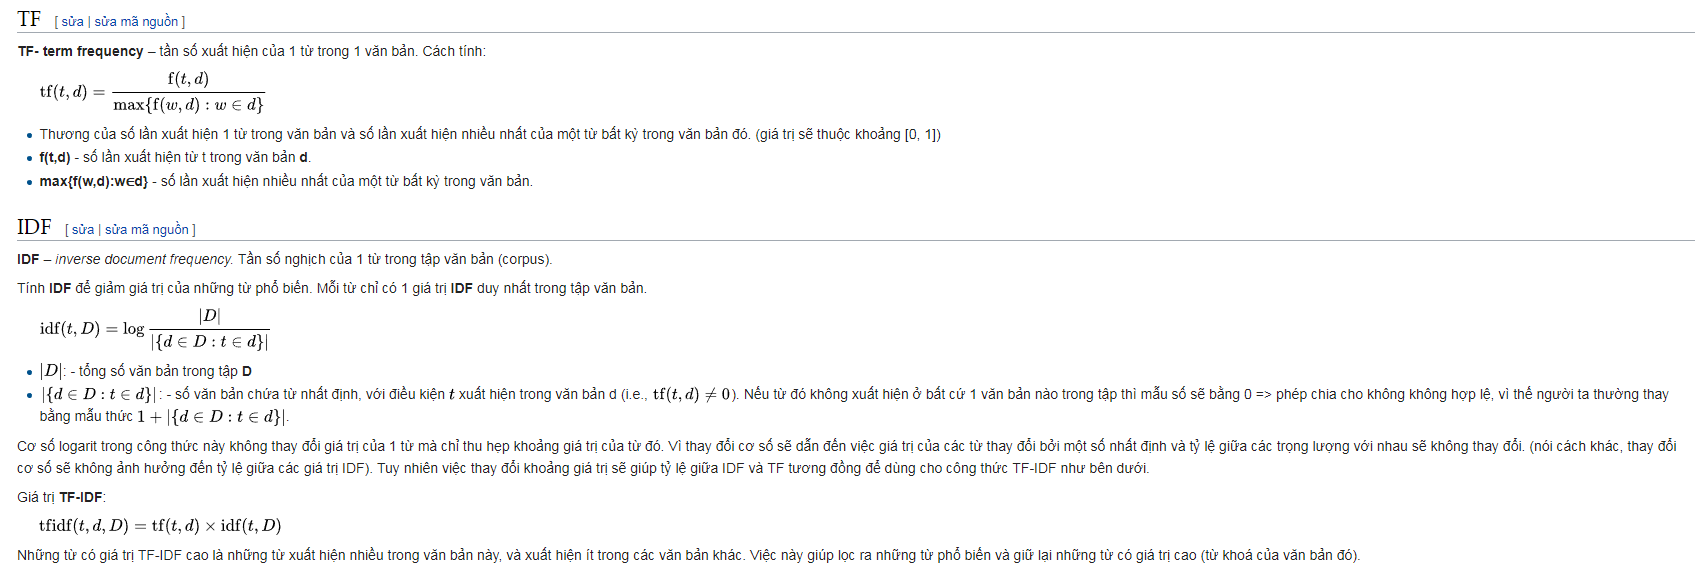 TF [ sửa | sửa mã nguồn ]
TF- term frequency – tần số xuất hiện của 1 từ trong 1 văn bản. Cách tính:
tf(t, d) = f(t, d) / max{f(w, d) : w ∈ d}
• Thương của số lần xuất hiện 1 từ trong văn bản và số lần xuất hiện nhiều nhất của một từ bất kỳ trong văn bản đó. (giá trị sẽ thuộc khoảng [0, 1])
• f(t,d) - số lần xuất hiện từ t trong văn bản d.
• max{f(w,d):w∈d} - số lần xuất hiện nhiều nhất của một từ bất kỳ trong văn bản.
IDF [ sửa | sửa mã nguồn ]
IDF – inverse document frequency. Tần số nghịch của 1 từ trong tập văn bản (corpus).
Tính IDF để giảm giá trị của những từ phổ biến. Mỗi từ chỉ có 1 giá trị IDF duy nhất trong tập văn bản.
idf(t, D) = log |D| / |{d ∈ D : t ∈ d}|
• |D|: - tổng số văn bản trong tập D
• |{d ∈ D : t ∈ d}|: - số văn bản chứa từ nhất định, với điều kiện t xuất hiện trong văn bản d (i.e., tf(t, d) ≠ 0). Nếu từ đó không xuất hiện ở bất cứ 1 văn bản nào trong tập thì mẫu số sẽ bằng 0 => phép chia cho không không hợp lệ, vì thế người ta thường thay
bằng mẫu thức 1 + |{d ∈ D : t ∈ d}|.
Cơ số logarit trong công thức này không thay đổi giá trị của 1 từ mà chỉ thu hẹp khoảng giá trị của từ đó. Vì thay đổi cơ số sẽ dẫn đến việc giá trị của các từ thay đổi bởi một số nhất định và tỷ lệ giữa các trọng lượng với nhau sẽ không thay đổi. (nói cách khác, thay đổi
cơ số sẽ không ảnh hưởng đến tỷ lệ giữa các giá trị IDF). Tuy nhiên việc thay đổi khoảng giá trị sẽ giúp tỷ lệ giữa IDF và TF tương đồng để dùng cho công thức TF-IDF như bên dưới.
Giá trị TF-IDF:
tfidf(t, d, D) = tf(t, d) × idf(t, D)
Những từ có giá trị TF-IDF cao là những từ xuất hiện nhiều trong văn bản này, và xuất hiện ít trong các văn bản khác. Việc này giúp lọc ra những từ phổ biến và giữ lại những từ có giá trị cao (từ khoá của văn bản đó).